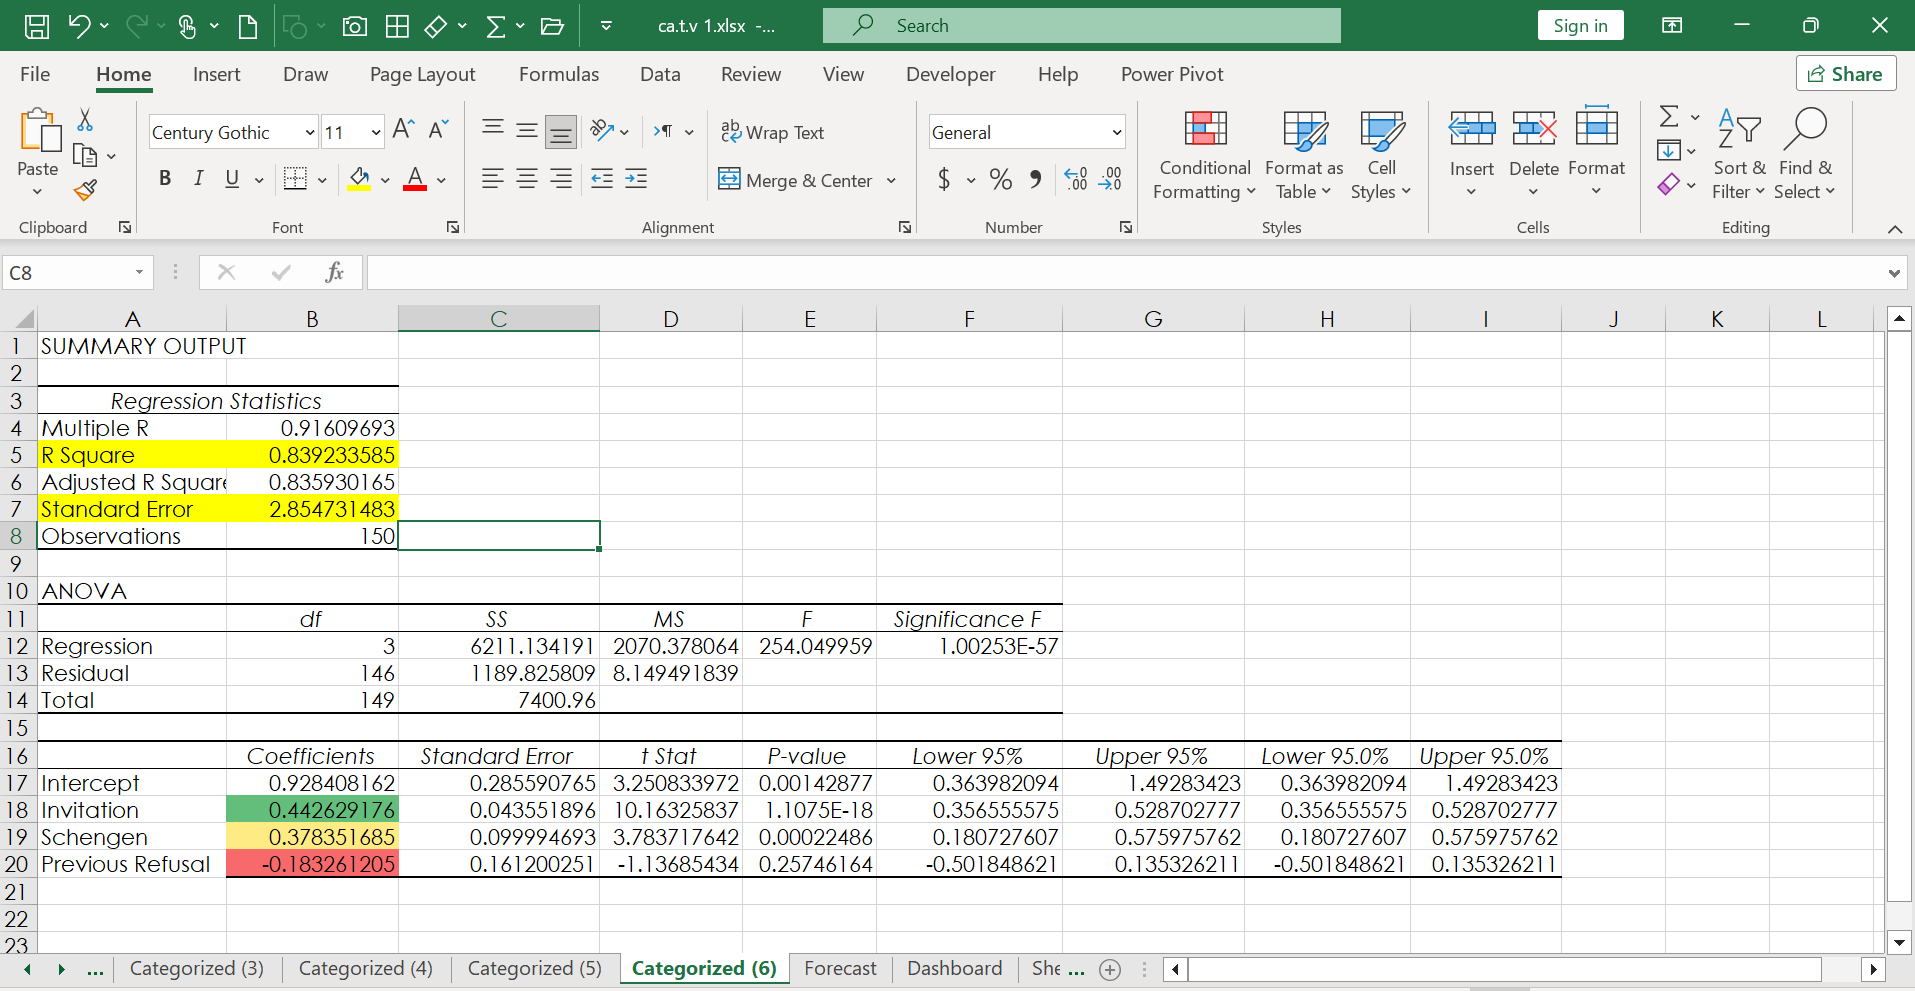 ca.t.v 1.xlsx -... Search Sign in
File Home Insert Draw Page Layout Formulas Data Review View Developer Help Power Pivot Share
Paste Century Gothic 11 Wrap Text General Conditional Formatting Format as Table Cell Styles Insert Delete Format Sort & Filter Find & Select
B I U A Merge & Center $ %
Clipboard Font Alignment Number Styles Cells Editing
C8 fx
A B C D E F G H I J K L
1 SUMMARY OUTPUT
2
3 Regression Statistics
4 Multiple R 0.91609693
5 R Square 0.839233585
6 Adjusted R Square 0.835930165
7 Standard Error 2.854731483
8 Observations 150
9
10 ANOVA
11 df SS MS F Significance F
12 Regression 3 6211.134191 2070.378064 254.049959 1.00253E-57
13 Residual 146 1189.825809 8.149491839
14 Total 149 7400.96
15
16 Coefficients Standard Error t Stat P-value Lower 95% Upper 95% Lower 95.0% Upper 95.0%
17 Intercept 0.928408162 0.285590765 3.250833972 0.00142877 0.363982094 1.49283423 0.363982094 1.49283423
18 Invitation 0.442629176 0.043551896 10.16325837 1.1075E-18 0.356555575 0.528702777 0.356555575 0.528702777
19 Schengen 0.378351685 0.099994693 3.783717642 0.00022486 0.180727607 0.575975762 0.180727607 0.575975762
20 Previous Refusal -0.183261205 0.161200251 -1.13685434 0.25746164 -0.501848621 0.135326211 -0.501848621 0.135326211
21
22
23
... Categorized (3) Categorized (4) Categorized (5) Categorized (6) Forecast Dashboard She ...